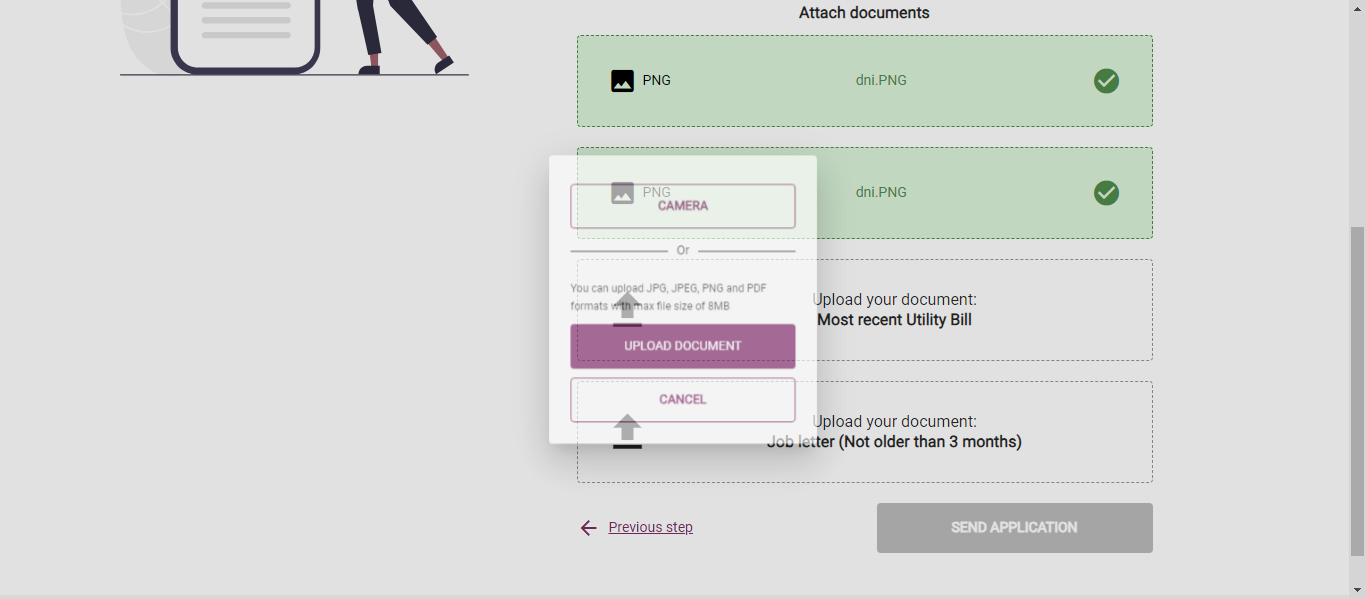 Attach documents
PNG dni.PNG
PNG dni.PNG
CAMERA
Or
You can upload JPG, JPEG, PNG and PDF
formats with max file size of 8MB
UPLOAD DOCUMENT
CANCEL
Upload your document:
Most recent Utility Bill
Upload your document:
Job letter (Not older than 3 months)
Previous step
SEND APPLICATION